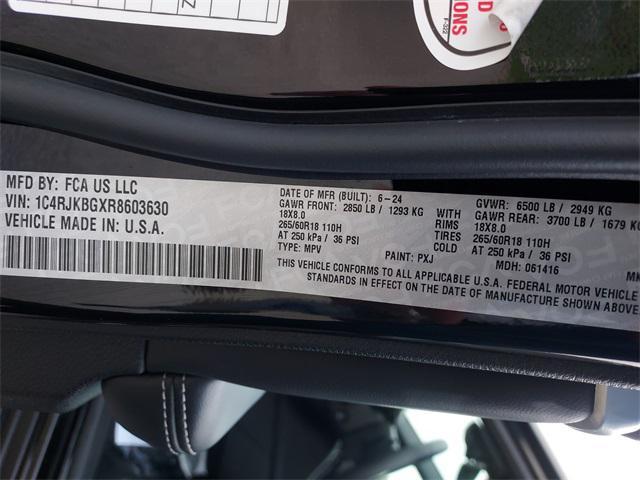 Z
D
IONS
F-322
MFD BY: FCA US LLC
VIN: 1C4RJKBGXR8603630
VEHICLE MADE IN: U.S.A.
DATE OF MFR (BUILT): 6-24 GVWR: 6500 LB / 2949 KG
GAWR FRONT: 2850 LB / 1293 KG WITH GAWR REAR: 3700 LB / 1679 KG
18X8.0 RIMS 18X8.0
265/60R18 110H TIRES 265/60R18 110H
AT 250 kPa / 36 PSI COLD AT 250 kPa / 36 PSI
TYPE: MPV PAINT: PXJ MDH: 061416
THIS VEHICLE CONFORMS TO ALL APPLICABLE U.S.A. FEDERAL MOTOR VEHICLE
STANDARDS IN EFFECT ON THE DATE OF MANUFACTURE SHOWN ABOVE